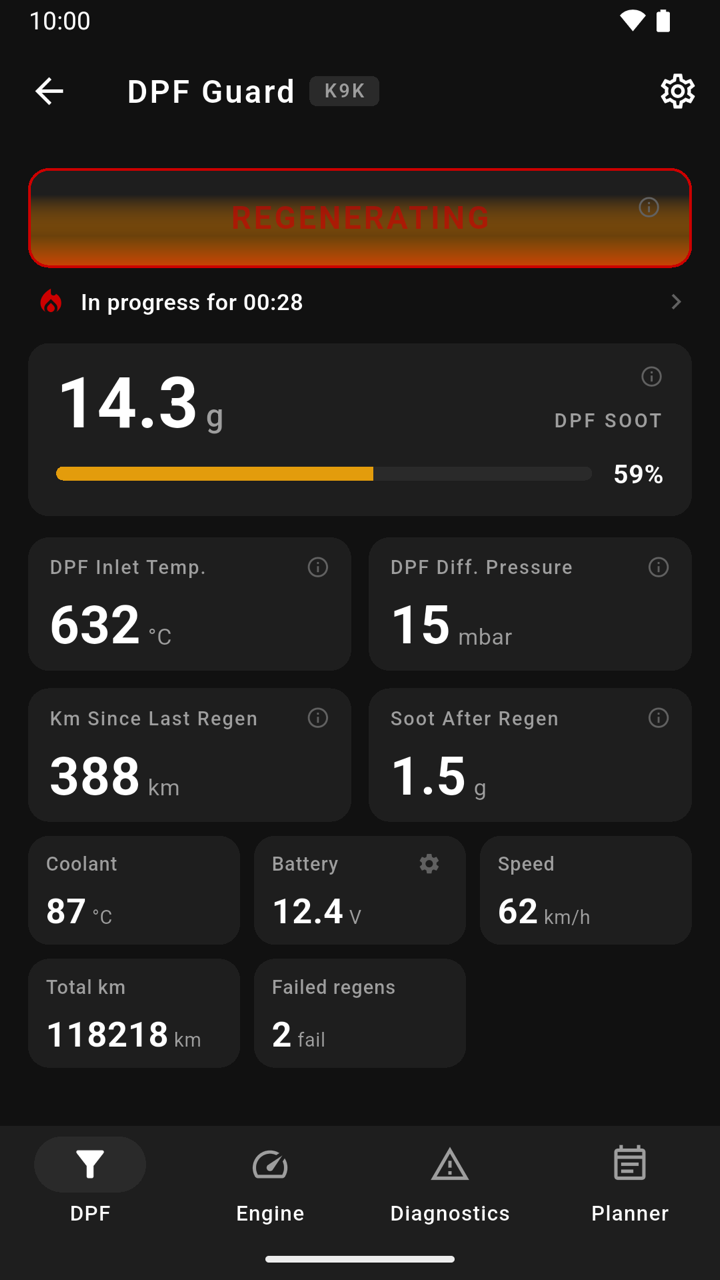 10:00
DPF Guard K9K
REGENERATING
In progress for 00:28
14.3 g
DPF SOOT
59%
DPF Inlet Temp.
632 °C
DPF Diff. Pressure
15 mbar
Km Since Last Regen
388 km
Soot After Regen
1.5 g
Coolant
87 °C
Battery
12.4 V
Speed
62 km/h
Total km
118218 km
Failed regens
2 fail
DPF
Engine
Diagnostics
Planner